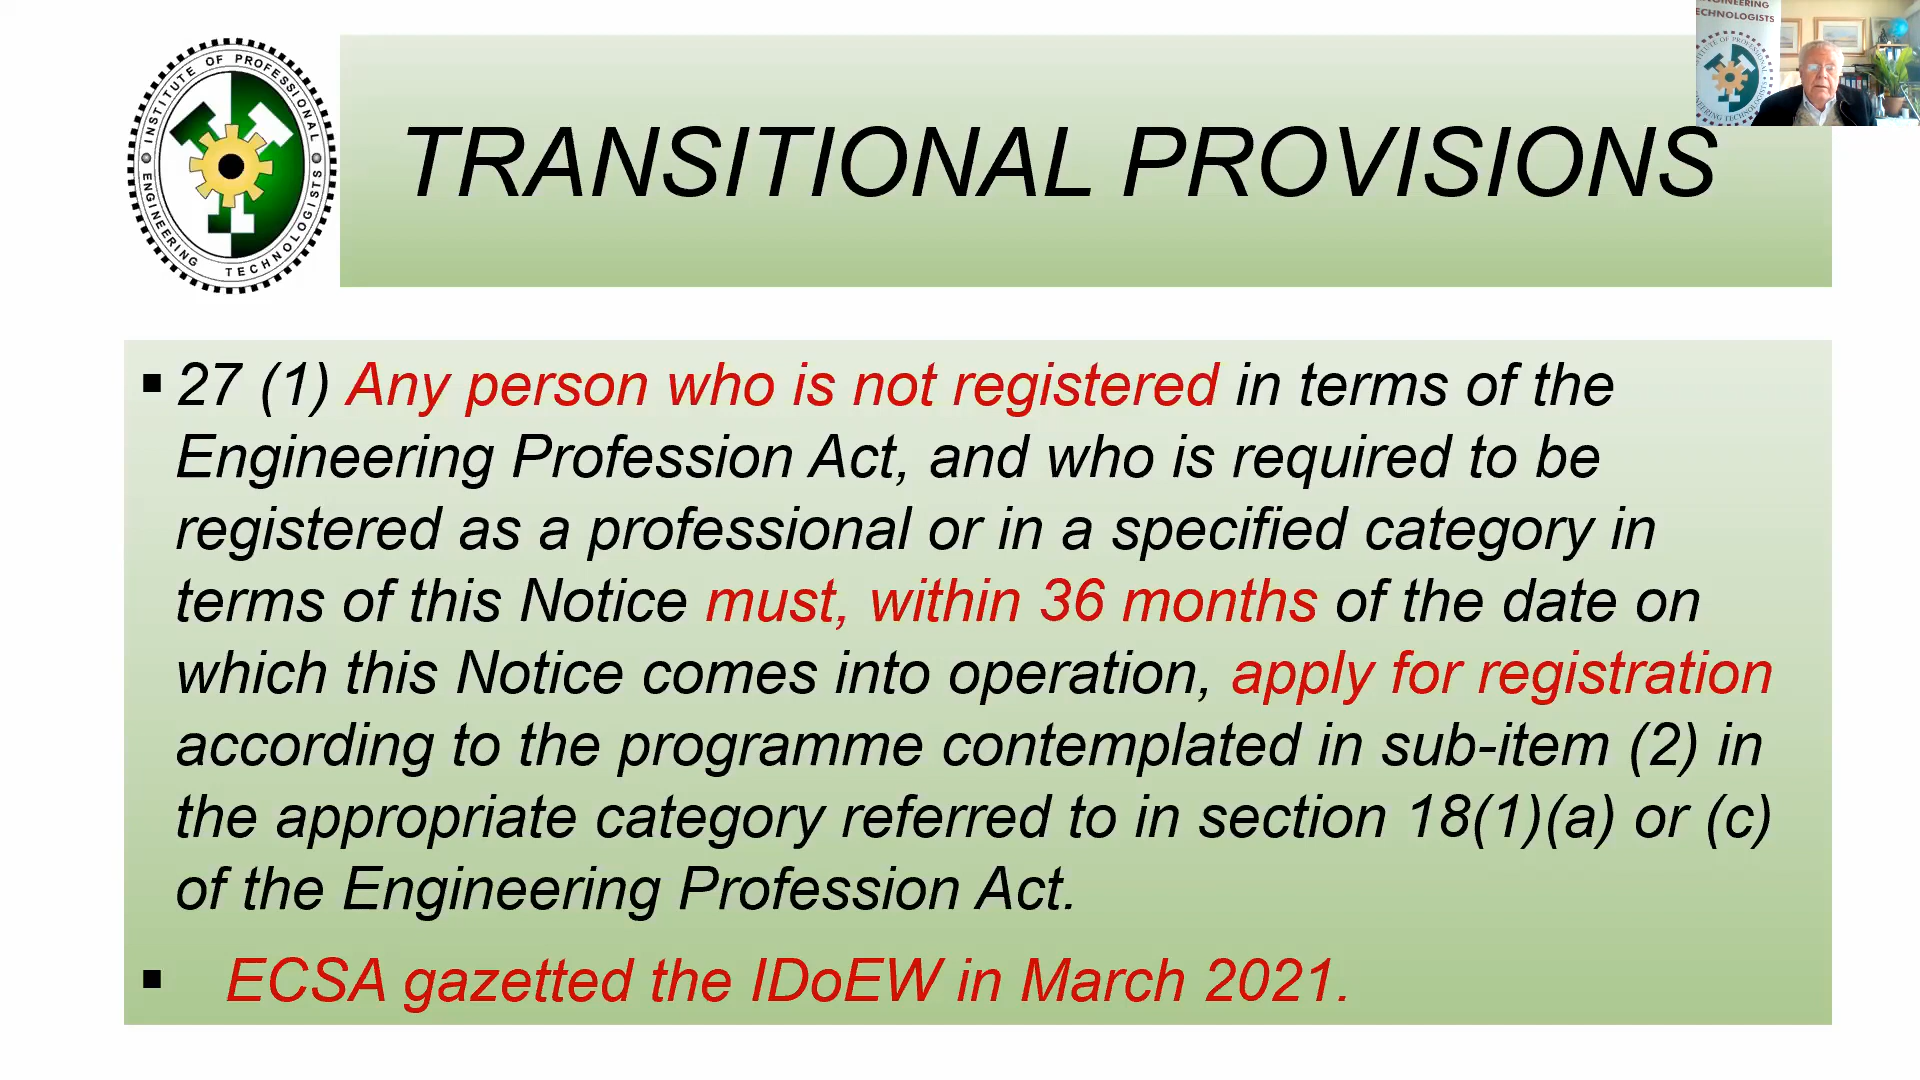 INSTITUTE OF PROFESSIONAL
ENGINEERING TECHNOLOGISTS
TRANSITIONAL PROVISIONS
ENGINEERING
TECHNOLOGISTS
▪ 27 (1) Any person who is not registered in terms of the
Engineering Profession Act, and who is required to be
registered as a professional or in a specified category in
terms of this Notice must, within 36 months of the date on
which this Notice comes into operation, apply for registration
according to the programme contemplated in sub-item (2) in
the appropriate category referred to in section 18(1)(a) or (c)
of the Engineering Profession Act.
▪ ECSA gazetted the IDoEW in March 2021.